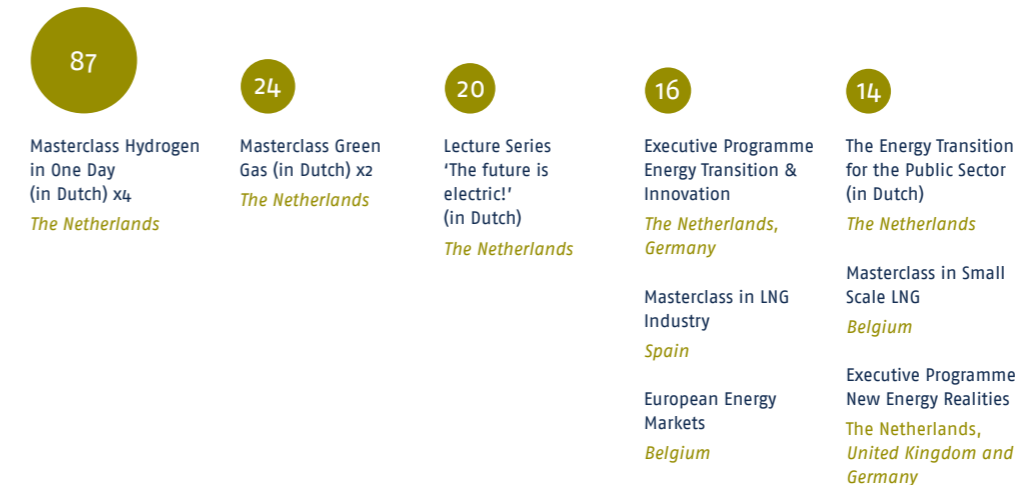 87
Masterclass Hydrogen
in One Day
(in Dutch) x4
The Netherlands
24
Masterclass Green
Gas (in Dutch) x2
The Netherlands
20
Lecture Series
‘The future is
electric!’
(in Dutch)
The Netherlands
16
Executive Programme
Energy Transition &
Innovation
The Netherlands,
Germany
Masterclass in LNG
Industry
Spain
European Energy
Markets
Belgium
14
The Energy Transition
for the Public Sector
(in Dutch)
The Netherlands
Masterclass in Small
Scale LNG
Belgium
Executive Programme
New Energy Realities
The Netherlands,
United Kingdom and
Germany